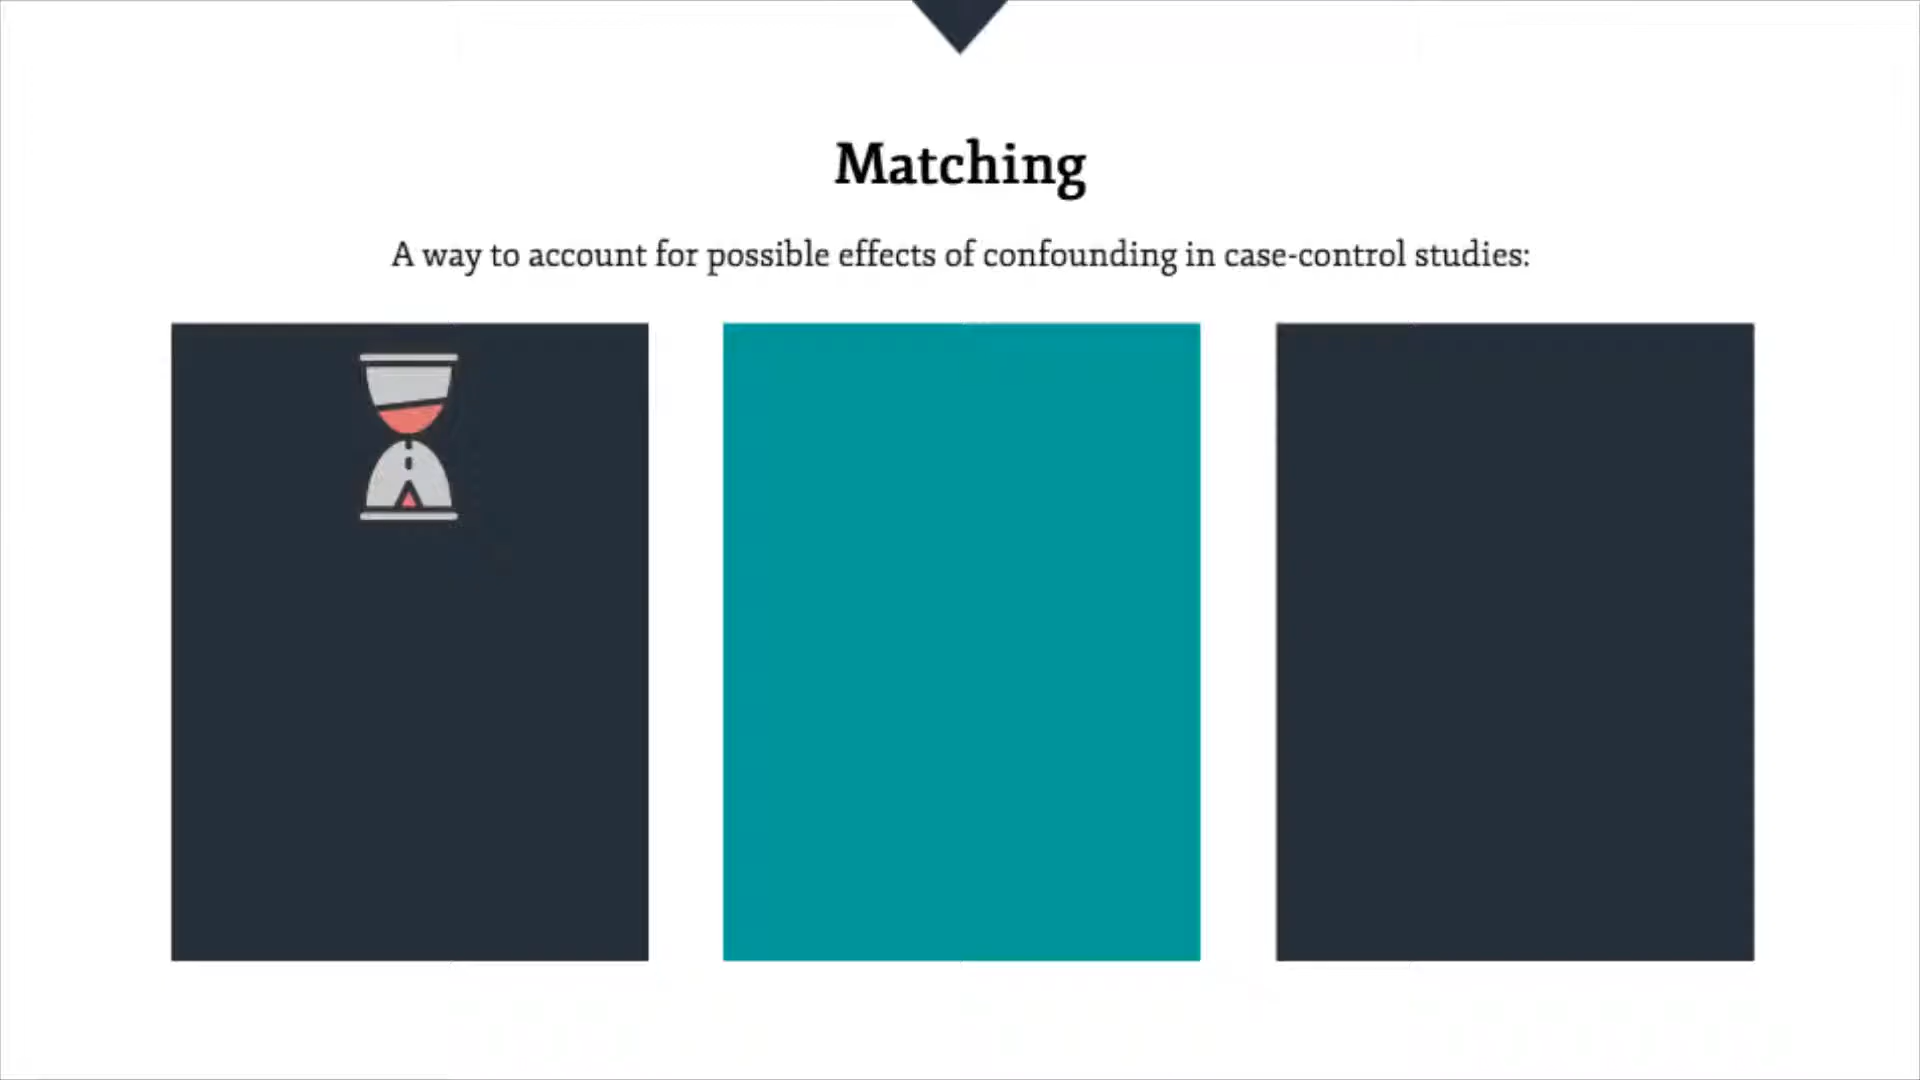 Matching
A way to account for possible effects of confounding in case-control studies: